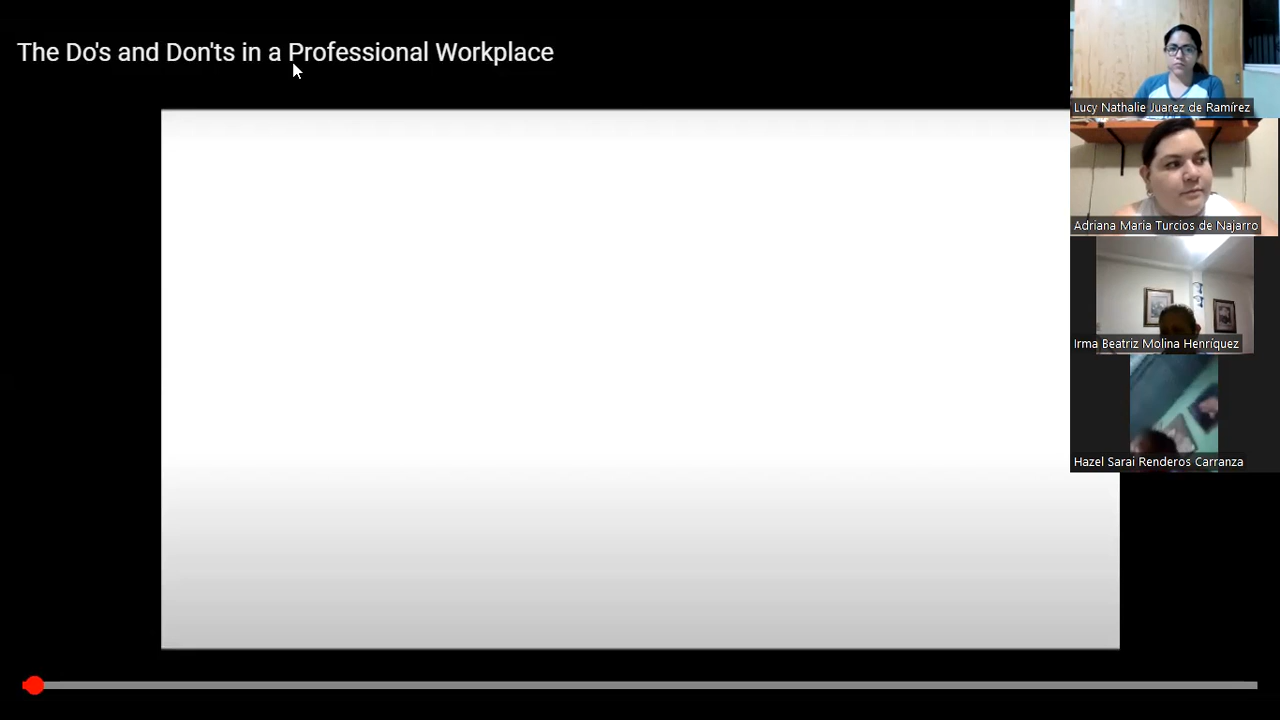 The Do's and Don'ts in a Professional Workplace
Lucy Nathalie Juarez de Ramírez
Adriana Maria Turcios de Najarro
Irma Beatriz Molina Henríquez
Hazel Sarai Renderos Carranza